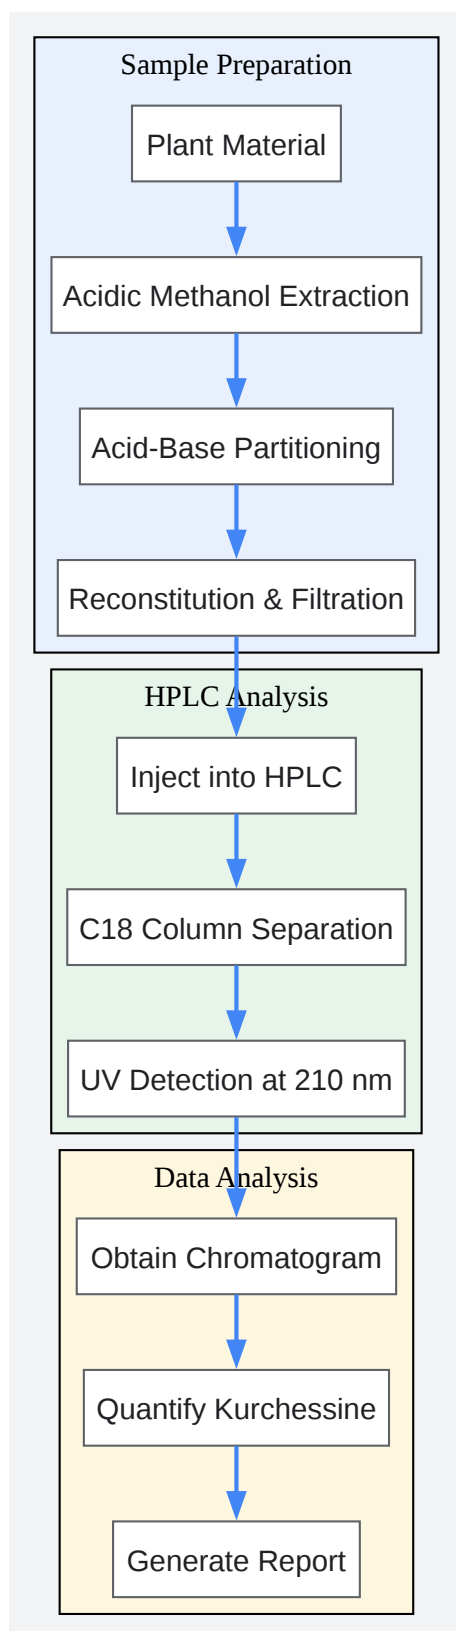 Sample Preparation
Plant Material
Acidic Methanol Extraction
Acid-Base Partitioning
Reconstitution & Filtration
HPLC Analysis
Inject into HPLC
C18 Column Separation
UV Detection at 210 nm
Data Analysis
Obtain Chromatogram
Quantify Kurchessine
Generate Report